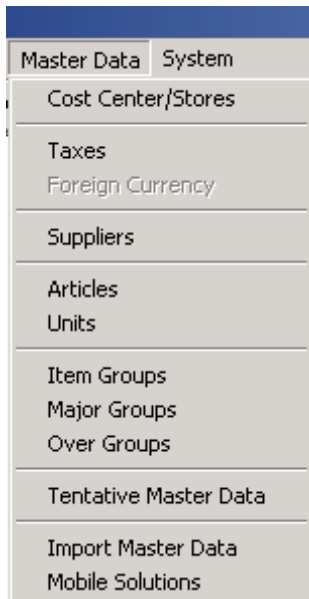 Master Data System
Cost Center/Stores
Taxes
Foreign Currency
Suppliers
Articles
Units
Item Groups
Major Groups
Over Groups
Tentative Master Data
Import Master Data
Mobile Solutions